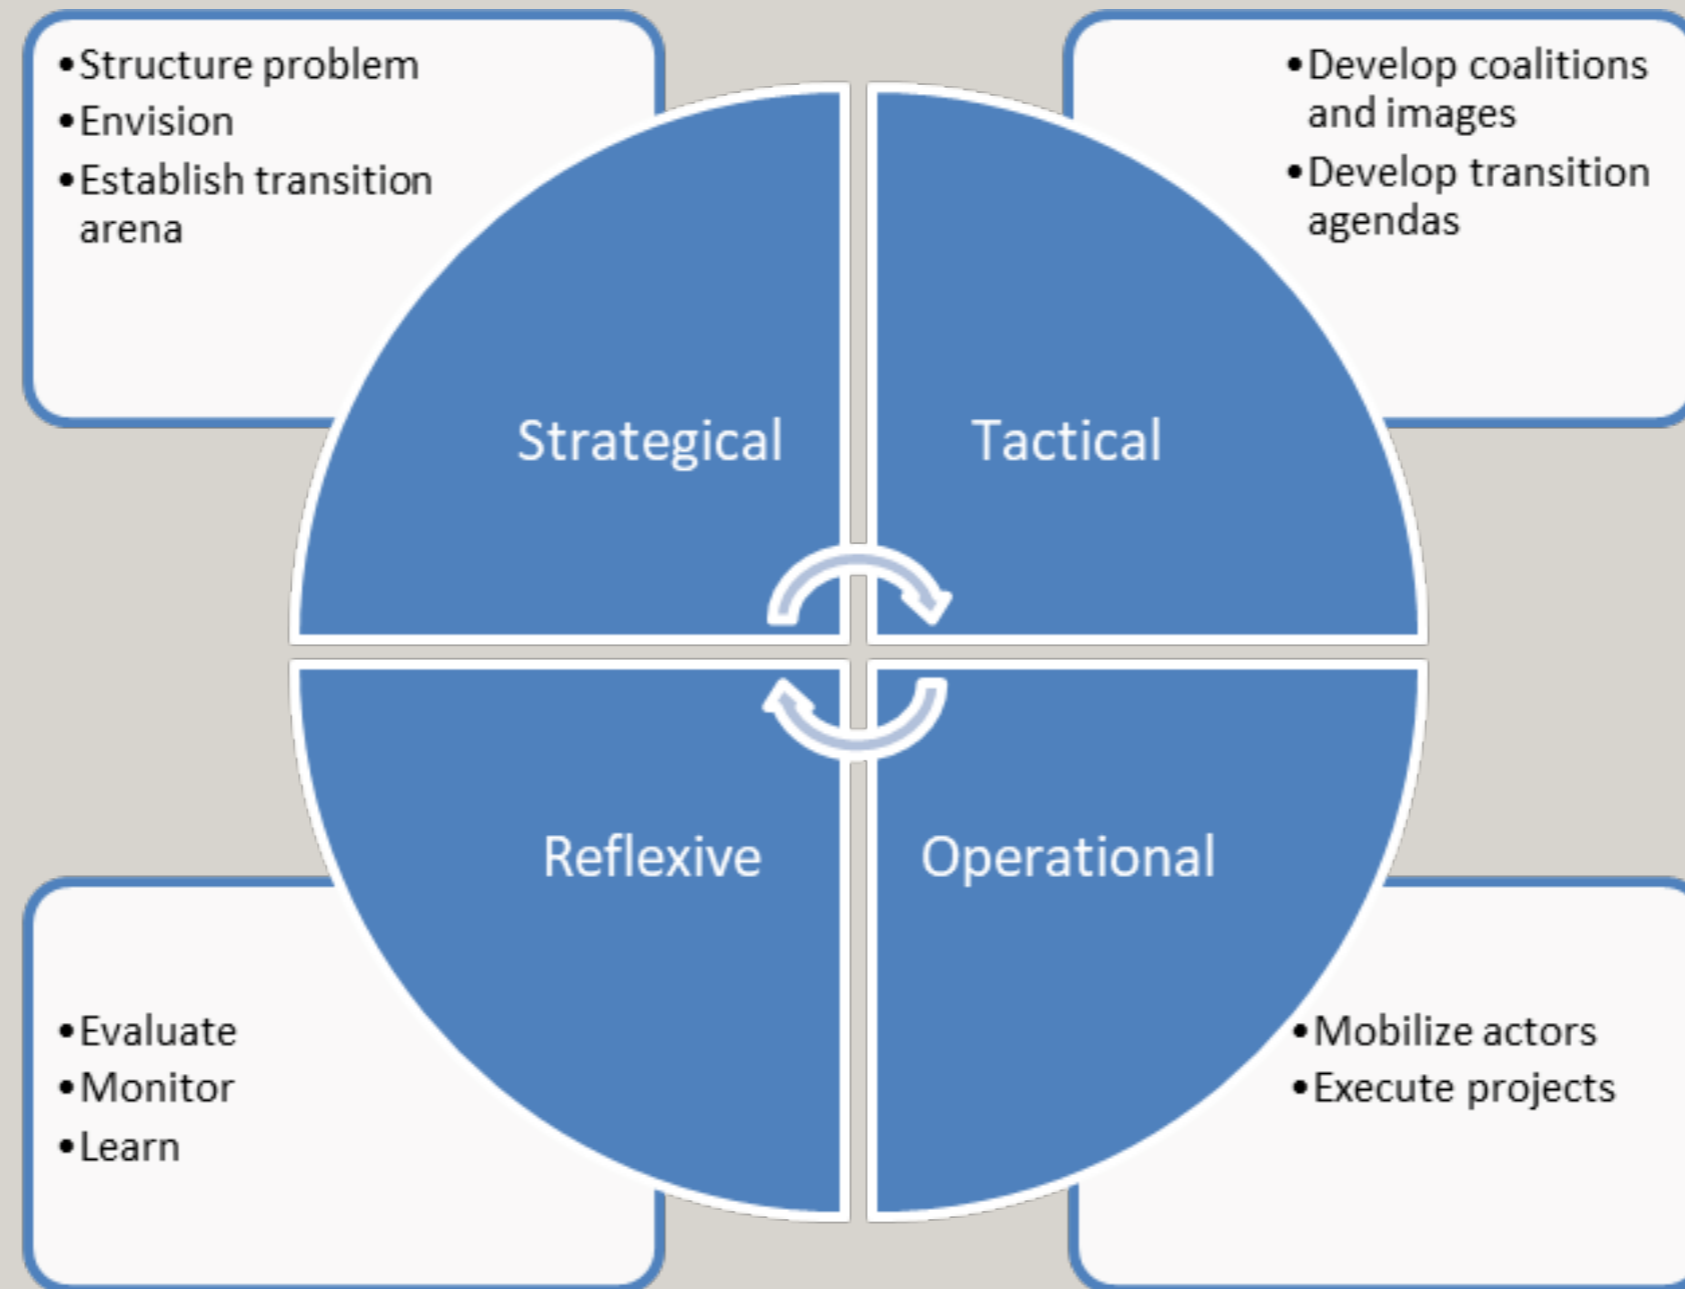 •Structure problem
•Envision
•Establish transition
arena
•Develop coalitions
and images
•Develop transition
agendas
Strategical
Tactical
Reflexive
Operational
•Evaluate
•Monitor
•Learn
•Mobilize actors
•Execute projects